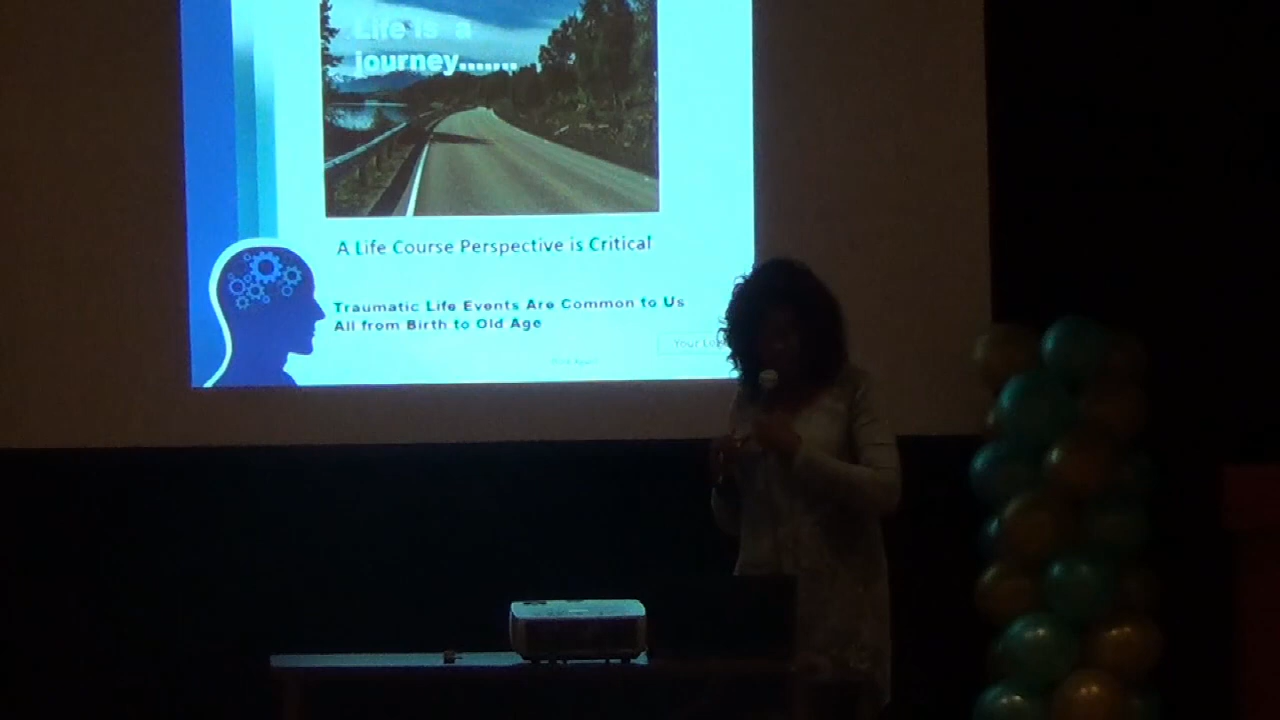 Life is a
journey.......
A Life Course Perspective is Critical
Traumatic Life Events Are Common to Us
All from Birth to Old Age
Your